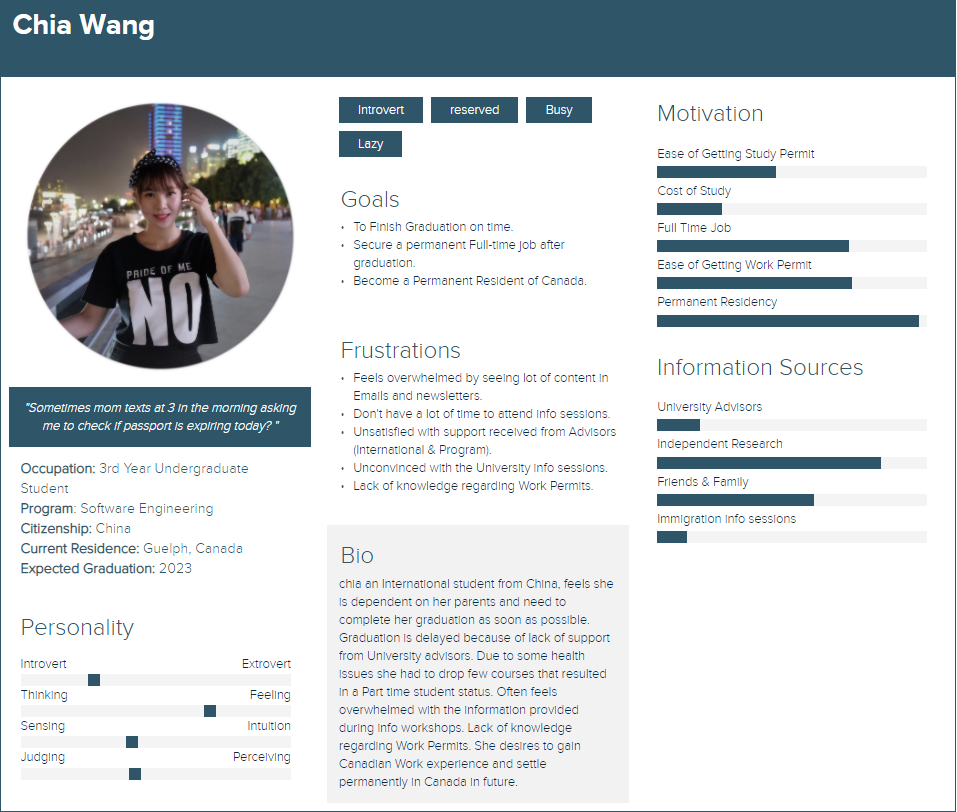 Chia Wang
PRIDE OF ME
NO
"Sometimes mom texts at 3 in the morning asking
me to check if passport is expiring today? "
Occupation: 3rd Year Undergraduate
Student
Program: Software Engineering
Citizenship: China
Current Residence: Guelph, Canada
Expected Graduation: 2023
Personality
Introvert Extrovert
Thinking Feeling
Sensing Intuition
Judging Perceiving
Introvert reserved Busy
Lazy
Goals
• To Finish Graduation on time.
• Secure a permanent Full-time job after
graduation.
• Become a Permanent Resident of Canada.
Frustrations
• Feels overwhelmed by seeing lot of content in
Emails and newsletters.
• Don't have a lot of time to attend info sessions.
• Unsatisfied with support received from Advisors
(International & Program).
• Unconvinced with the University info sessions.
• Lack of knowledge regarding Work Permits.
Bio
chia an International student from China, feels she
is dependent on her parents and need to
complete her graduation as soon as possible.
Graduation is delayed because of lack of support
from University advisors. Due to some health
issues she had to drop few courses that resulted
in a Part time student status. Often feels
overwhelmed with the information provided
during info workshops. Lack of knowledge
regarding Work Permits. She desires to gain
Canadian Work experience and settle
permanently in Canada in future.
Motivation
Ease of Getting Study Permit
Cost of Study
Full Time Job
Ease of Getting Work Permit
Permanent Residency
Information Sources
University Advisors
Independent Research
Friends & Family
Immigration info sessions